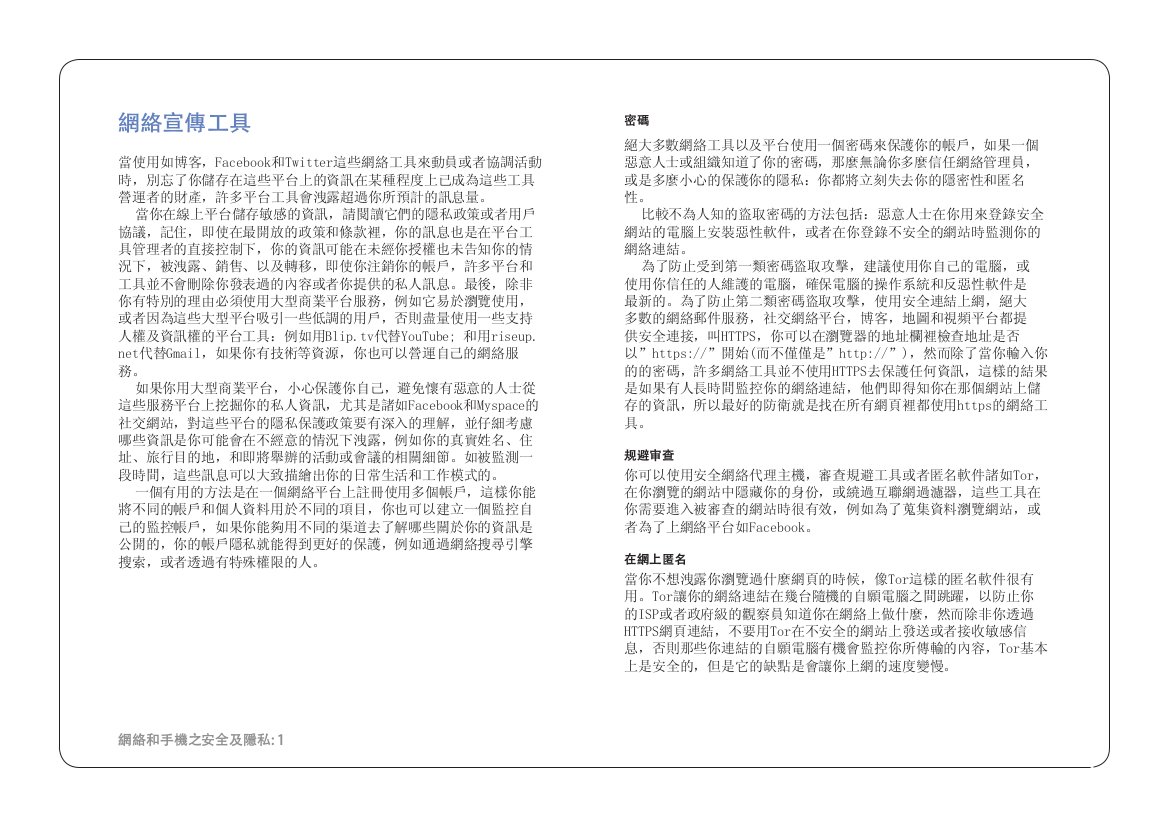 網絡宣傳工具
當使用如博客，Facebook和Twitter這些網絡工具來動員或者協調活動
時，別忘了你儲存在這些平台上的資訊在某種程度上已成為這些工具
營運者的財產，許多平台工具會洩露超過你所預計的訊息量。
當你在線上平台儲存敏感的資訊，請閱讀它們的隱私政策或者用戶
協議，記住，即使在最開放的政策和條款裡，你的訊息也是在平台工
具管理者的直接控制下，你的資訊可能在未經你授權也未告知你的情
況下，被洩露、銷售、以及轉移，即使你注銷你的帳戶，許多平台和
工具並不會刪除你發表過的內容或者你提供的私人訊息。最後，除非
你有特別的理由必須使用大型商業平台服務，例如它易於瀏覽使用，
或者因為這些大型平台吸引一些低調的用戶，否則盡量使用一些支持
人權及資訊權的平台工具：例如用Blip.tv代替YouTube; 和用riseup.
net代替Gmail，如果你有技術等資源，你也可以營運自己的網絡服
務。
如果你用大型商業平台，小心保護你自己，避免懷有惡意的人士從
這些服務平台上挖掘你的私人資訊，尤其是諸如Facebook和Myspace的
社交網站，對這些平台的隱私保護政策要有深入的理解，並仔細考慮
哪些資訊是你可能會在不經意的情況下洩露，例如你的真實姓名、住
址、旅行目的地，和即將舉辦的活動或會議的相關細節。如被監測一
段時間，這些訊息可以大致描繪出你的日常生活和工作模式的。
一個有用的方法是在一個網絡平台上註冊使用多個帳戶，這樣你能
將不同的帳戶和個人資料用於不同的項目，你也可以建立一個監控自
己的監控帳戶，如果你能夠用不同的渠道去了解哪些關於你的資訊是
公開的，你的帳戶隱私就能得到更好的保護，例如通過網絡搜尋引擎
搜索，或者透過有特殊權限的人。
密碼
絕大多數網絡工具以及平台使用一個密碼來保護你的帳戶，如果一個
惡意人士或組織知道了你的密碼，那麼無論你多麼信任網絡管理員，
或是多麼小心的保護你的隱私：你都將立刻失去你的隱密性和匿名
性。
比較不為人知的盜取密碼的方法包括：惡意人士在你用來登錄安全
網站的電腦上安裝惡性軟件，或者在你登錄不安全的網站時監測你的
網絡連結。
為了防止受到第一類密碼盜取攻擊，建議使用你自己的電腦，或
使用你信任的人維護的電腦，確保電腦的操作系統和反惡性軟件是
最新的。為了防止第二類密碼盜取攻擊，使用安全連結上網，絕大
多數的網絡郵件服務，社交網絡平台，博客，地圖和視頻平台都提
供安全連接，叫HTTPS，你可以在瀏覽器的地址欄裡檢查地址是否
以”https://”開始(而不僅僅是”http://”)，然而除了當你輸入你
的的密碼，許多網絡工具並不使用HTTPS去保護任何資訊，這樣的結果
是如果有人長時間監控你的網絡連結，他們即得知你在那個網站上儲
存的資訊，所以最好的防衛就是找在所有網頁裡都使用https的網絡工
具。
規避審查
你可以使用安全網絡代理主機，審查規避工具或者匿名軟件諸如Tor，
在你瀏覽的網站中隱藏你的身份，或繞過互聯網過濾器，這些工具在
你需要進入被審查的網站時很有效，例如為了蒐集資料瀏覽網站，或
者為了上網絡平台如Facebook。
在網上匿名
當你不想洩露你瀏覽過什麼網頁的時候，像Tor這樣的匿名軟件很有
用。Tor讓你的網絡連結在幾台隨機的自願電腦之間跳躍，以防止你
的ISP或者政府級的觀察員知道你在網絡上做什麼，然而除非你透過
HTTPS網頁連結，不要用Tor在不安全的網站上發送或者接收敏感信
息，否則那些你連結的自願電腦有機會監控你所傳輸的內容，Tor基本
上是安全的，但是它的缺點是會讓你上網的速度變慢。
網絡和手機之安全及隱私: 1